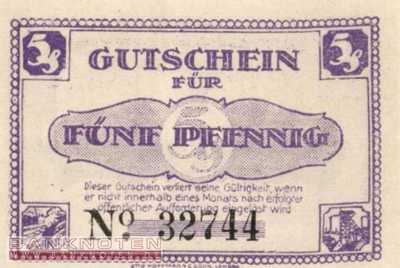 5 5
GUTSCHEIN
FÜR
FÜNF PFENNIG
Dieser Gutschein verliert seine Gültigkeit, wenn
er nicht innerhalb eines Monats nach erfolgter
öffentlicher Aufforderung eingelöst wird
№ 32744
BANKNOTEN